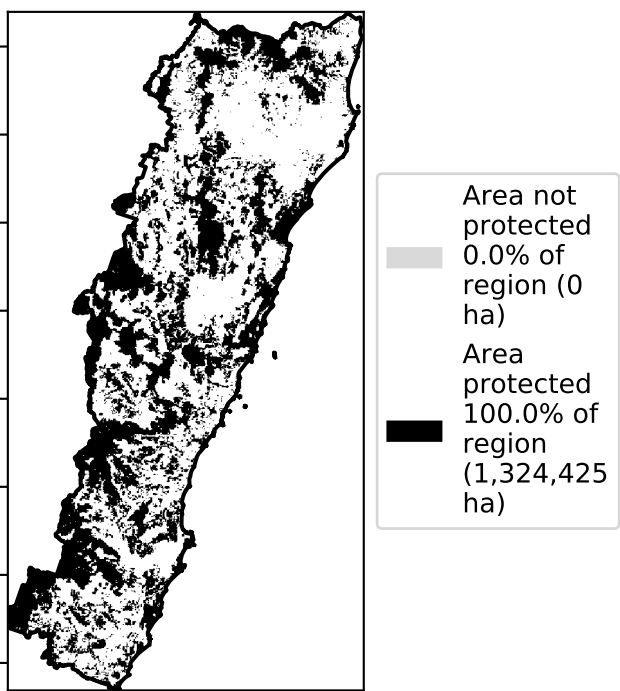 Area not
protected
0.0% of
region (0
ha)
Area
protected
100.0% of
region
(1,324,425
ha)